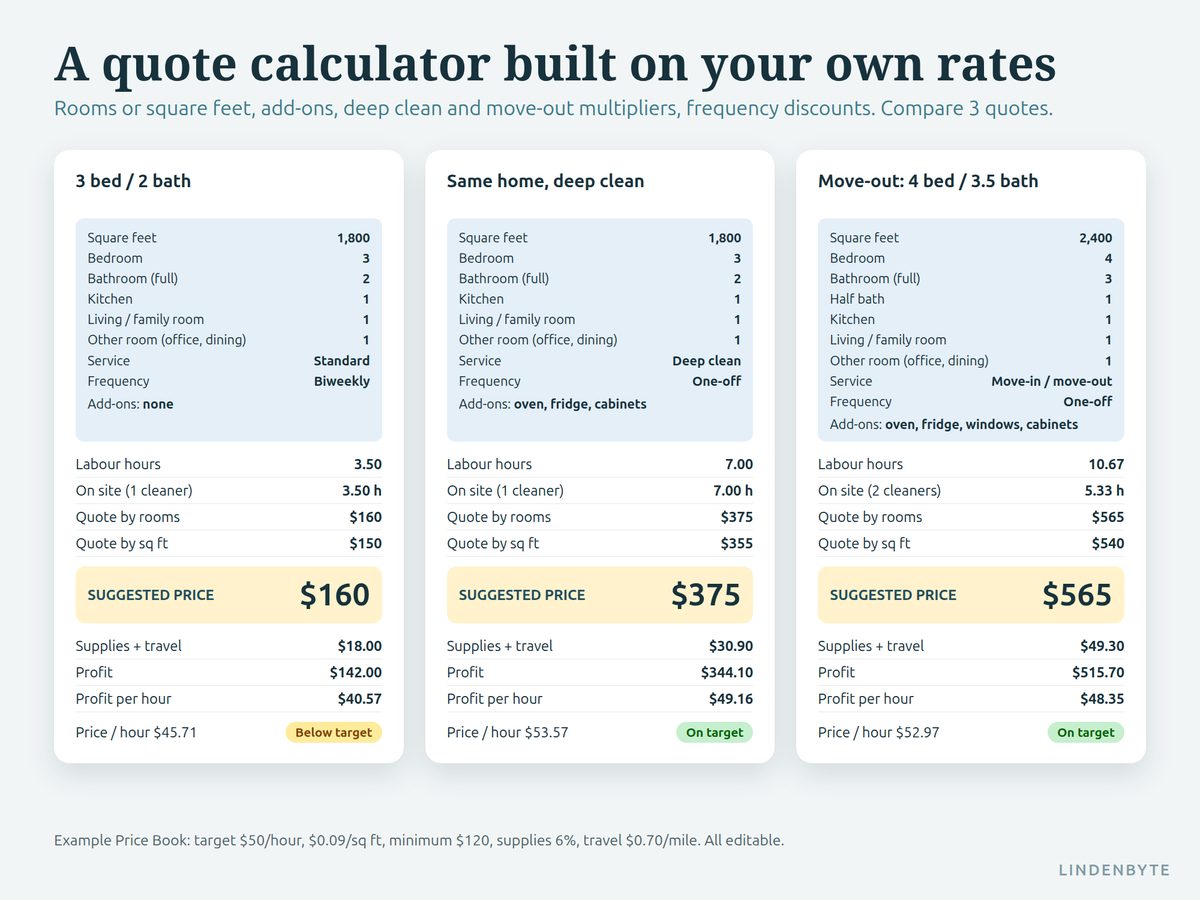 A quote calculator built on your own rates
Rooms or square feet, add-ons, deep clean and move-out multipliers, frequency discounts. Compare 3 quotes.
3 bed / 2 bath
Square feet 1,800
Bedroom 3
Bathroom (full) 2
Kitchen 1
Living / family room 1
Other room (office, dining) 1
Service Standard
Frequency Biweekly
Add-ons: none
Labour hours 3.50
On site (1 cleaner) 3.50 h
Quote by rooms $160
Quote by sq ft $150
SUGGESTED PRICE $160
Supplies + travel $18.00
Profit $142.00
Profit per hour $40.57
Price / hour $45.71 Below target
Same home, deep clean
Square feet 1,800
Bedroom 3
Bathroom (full) 2
Kitchen 1
Living / family room 1
Other room (office, dining) 1
Service Deep clean
Frequency One-off
Add-ons: oven, fridge, cabinets
Labour hours 7.00
On site (1 cleaner) 7.00 h
Quote by rooms $375
Quote by sq ft $355
SUGGESTED PRICE $375
Supplies + travel $30.90
Profit $344.10
Profit per hour $49.16
Price / hour $53.57 On target
Move-out: 4 bed / 3.5 bath
Square feet 2,400
Bedroom 4
Bathroom (full) 3
Half bath 1
Kitchen 1
Living / family room 1
Other room (office, dining) 1
Service Move-in / move-out
Frequency One-off
Add-ons: oven, fridge, windows, cabinets
Labour hours 10.67
On site (2 cleaners) 5.33 h
Quote by rooms $565
Quote by sq ft $540
SUGGESTED PRICE $565
Supplies + travel $49.30
Profit $515.70
Profit per hour $48.35
Price / hour $52.97 On target
Example Price Book: target $50/hour, $0.09/sq ft, minimum $120, supplies 6%, travel $0.70/mile. All editable.
LINDENBYTE